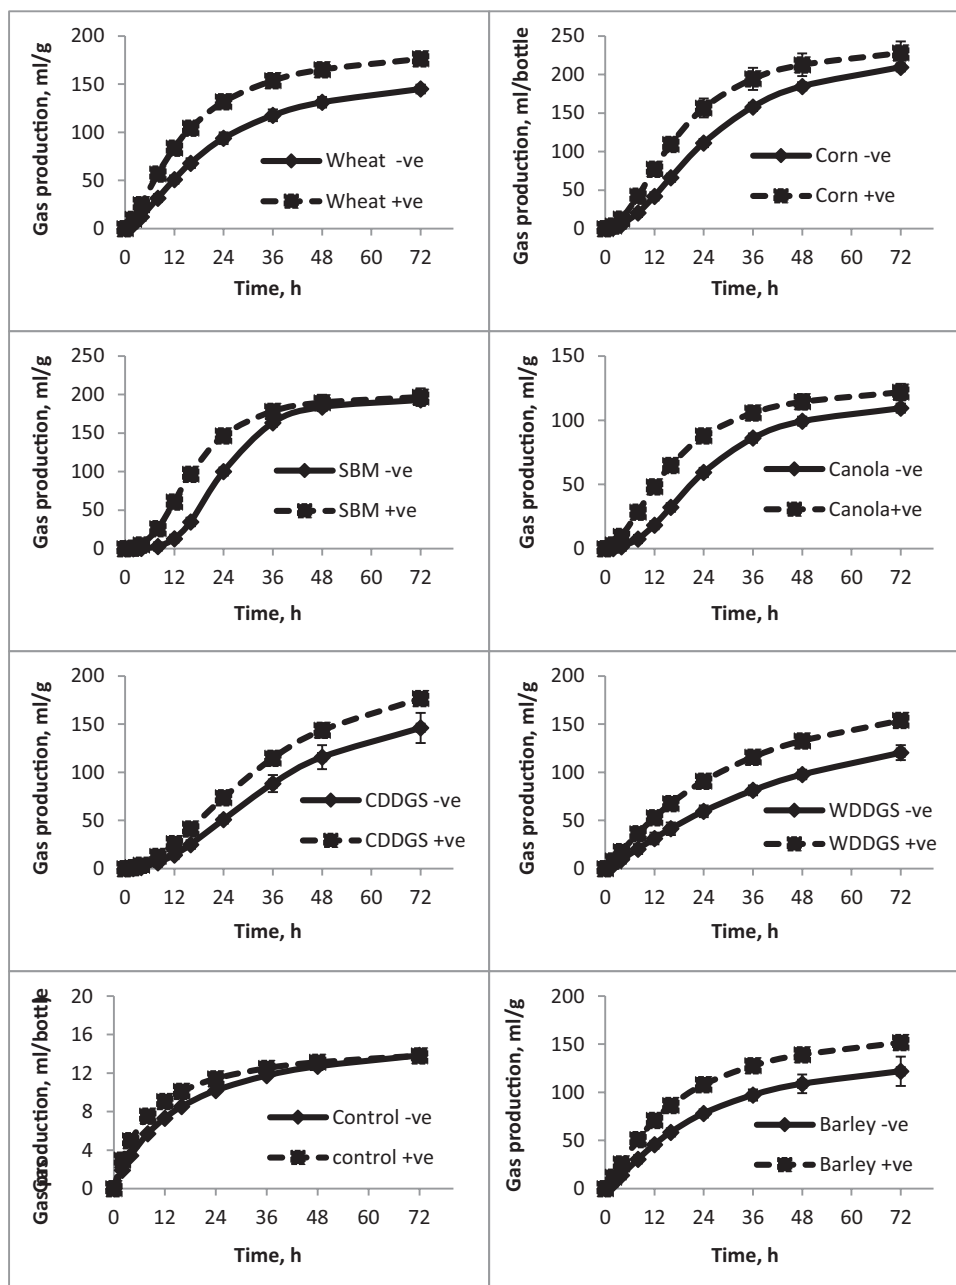 Gas production, ml/g
200
150
100
50
0
0 12 24 36 48 60 72
Time, h
Wheat -ve
Wheat +ve
Gas production, ml/bottle
250
200
150
100
50
0
0 12 24 36 48 60 72
Time, h
Corn -ve
Corn +ve
Gas production, ml/g
250
200
150
100
50
0
0 12 24 36 48 60 72
Time, h
SBM -ve
SBM +ve
Gas production, ml/g
150
100
50
0
0 12 24 36 48 60 72
Time, h
Canola -ve
Canola+ve
Gas production, ml/g
200
150
100
50
0
0 12 24 36 48 60 72
Time, h
CDDGS -ve
CDDGS +ve
Gas production, ml/g
200
150
100
50
0
0 12 24 36 48 60 72
Time, h
WDDGS -ve
WDDGS +ve
production, ml/bottle
20
16
12
8
4
0
0 12 24 36 48 60 72
Time, h
Control -ve
control +ve
Gas production, ml/g
200
150
100
50
0
0 12 24 36 48 60 72
Time, h
Barley -ve
Barley +ve